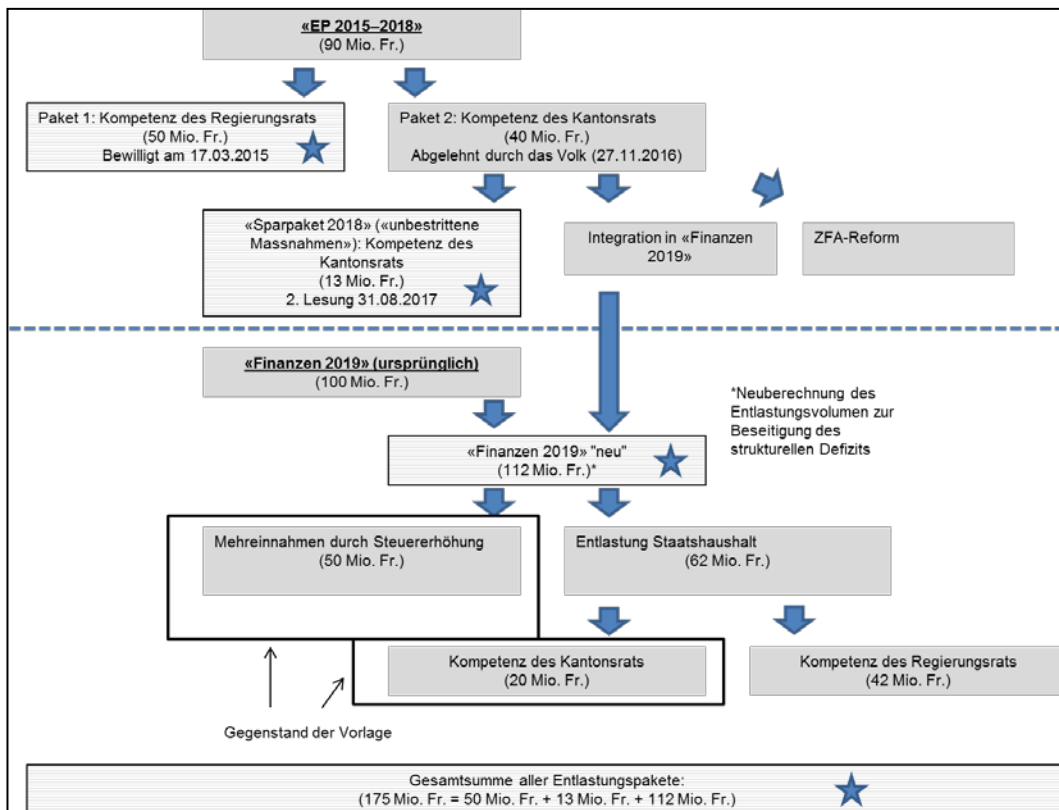 «EP 2015–2018»
(90 Mio. Fr.)
Paket 1: Kompetenz des Regierungsrats
(50 Mio. Fr.)
Bewilligt am 17.03.2015
Paket 2: Kompetenz des Kantonsrats
(40 Mio. Fr.)
Abgelehnt durch das Volk (27.11.2016)
«Sparpaket 2018» («unbestrittene
Massnahmen»): Kompetenz des
Kantonsrats
(13 Mio. Fr.)
2. Lesung 31.08.2017
Integration in «Finanzen
2019»
ZFA-Reform
«Finanzen 2019» (ursprünglich)
(100 Mio. Fr.)
*Neuberechnung des
Entlastungsvolumen zur
Beseitigung des
strukturellen Defizits
«Finanzen 2019» "neu"
(112 Mio. Fr.)*
Mehreinnahmen durch Steuererhöhung
(50 Mio. Fr.)
Entlastung Staatshaushalt
(62 Mio. Fr.)
Kompetenz des Kantonsrats
(20 Mio. Fr.)
Kompetenz des Regierungsrats
(42 Mio. Fr.)
Gegenstand der Vorlage
Gesamtsumme aller Entlastungspakete:
(175 Mio. Fr. = 50 Mio. Fr. + 13 Mio. Fr. + 112 Mio. Fr.)